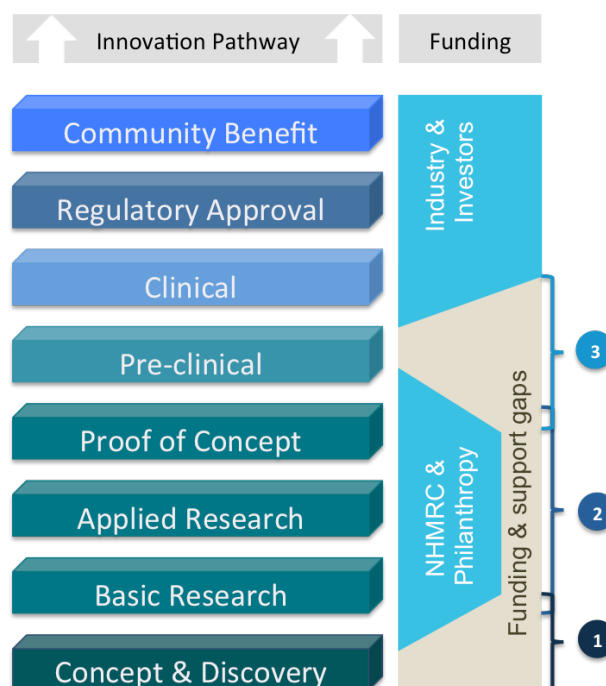 Innovation Pathway
Funding
Community Benefit
Regulatory Approval
Clinical
Pre-clinical
Proof of Concept
Applied Research
Basic Research
Concept & Discovery
Industry &
Investors
NHMRC &
Philanthropy
Funding & support gaps
3
2
1